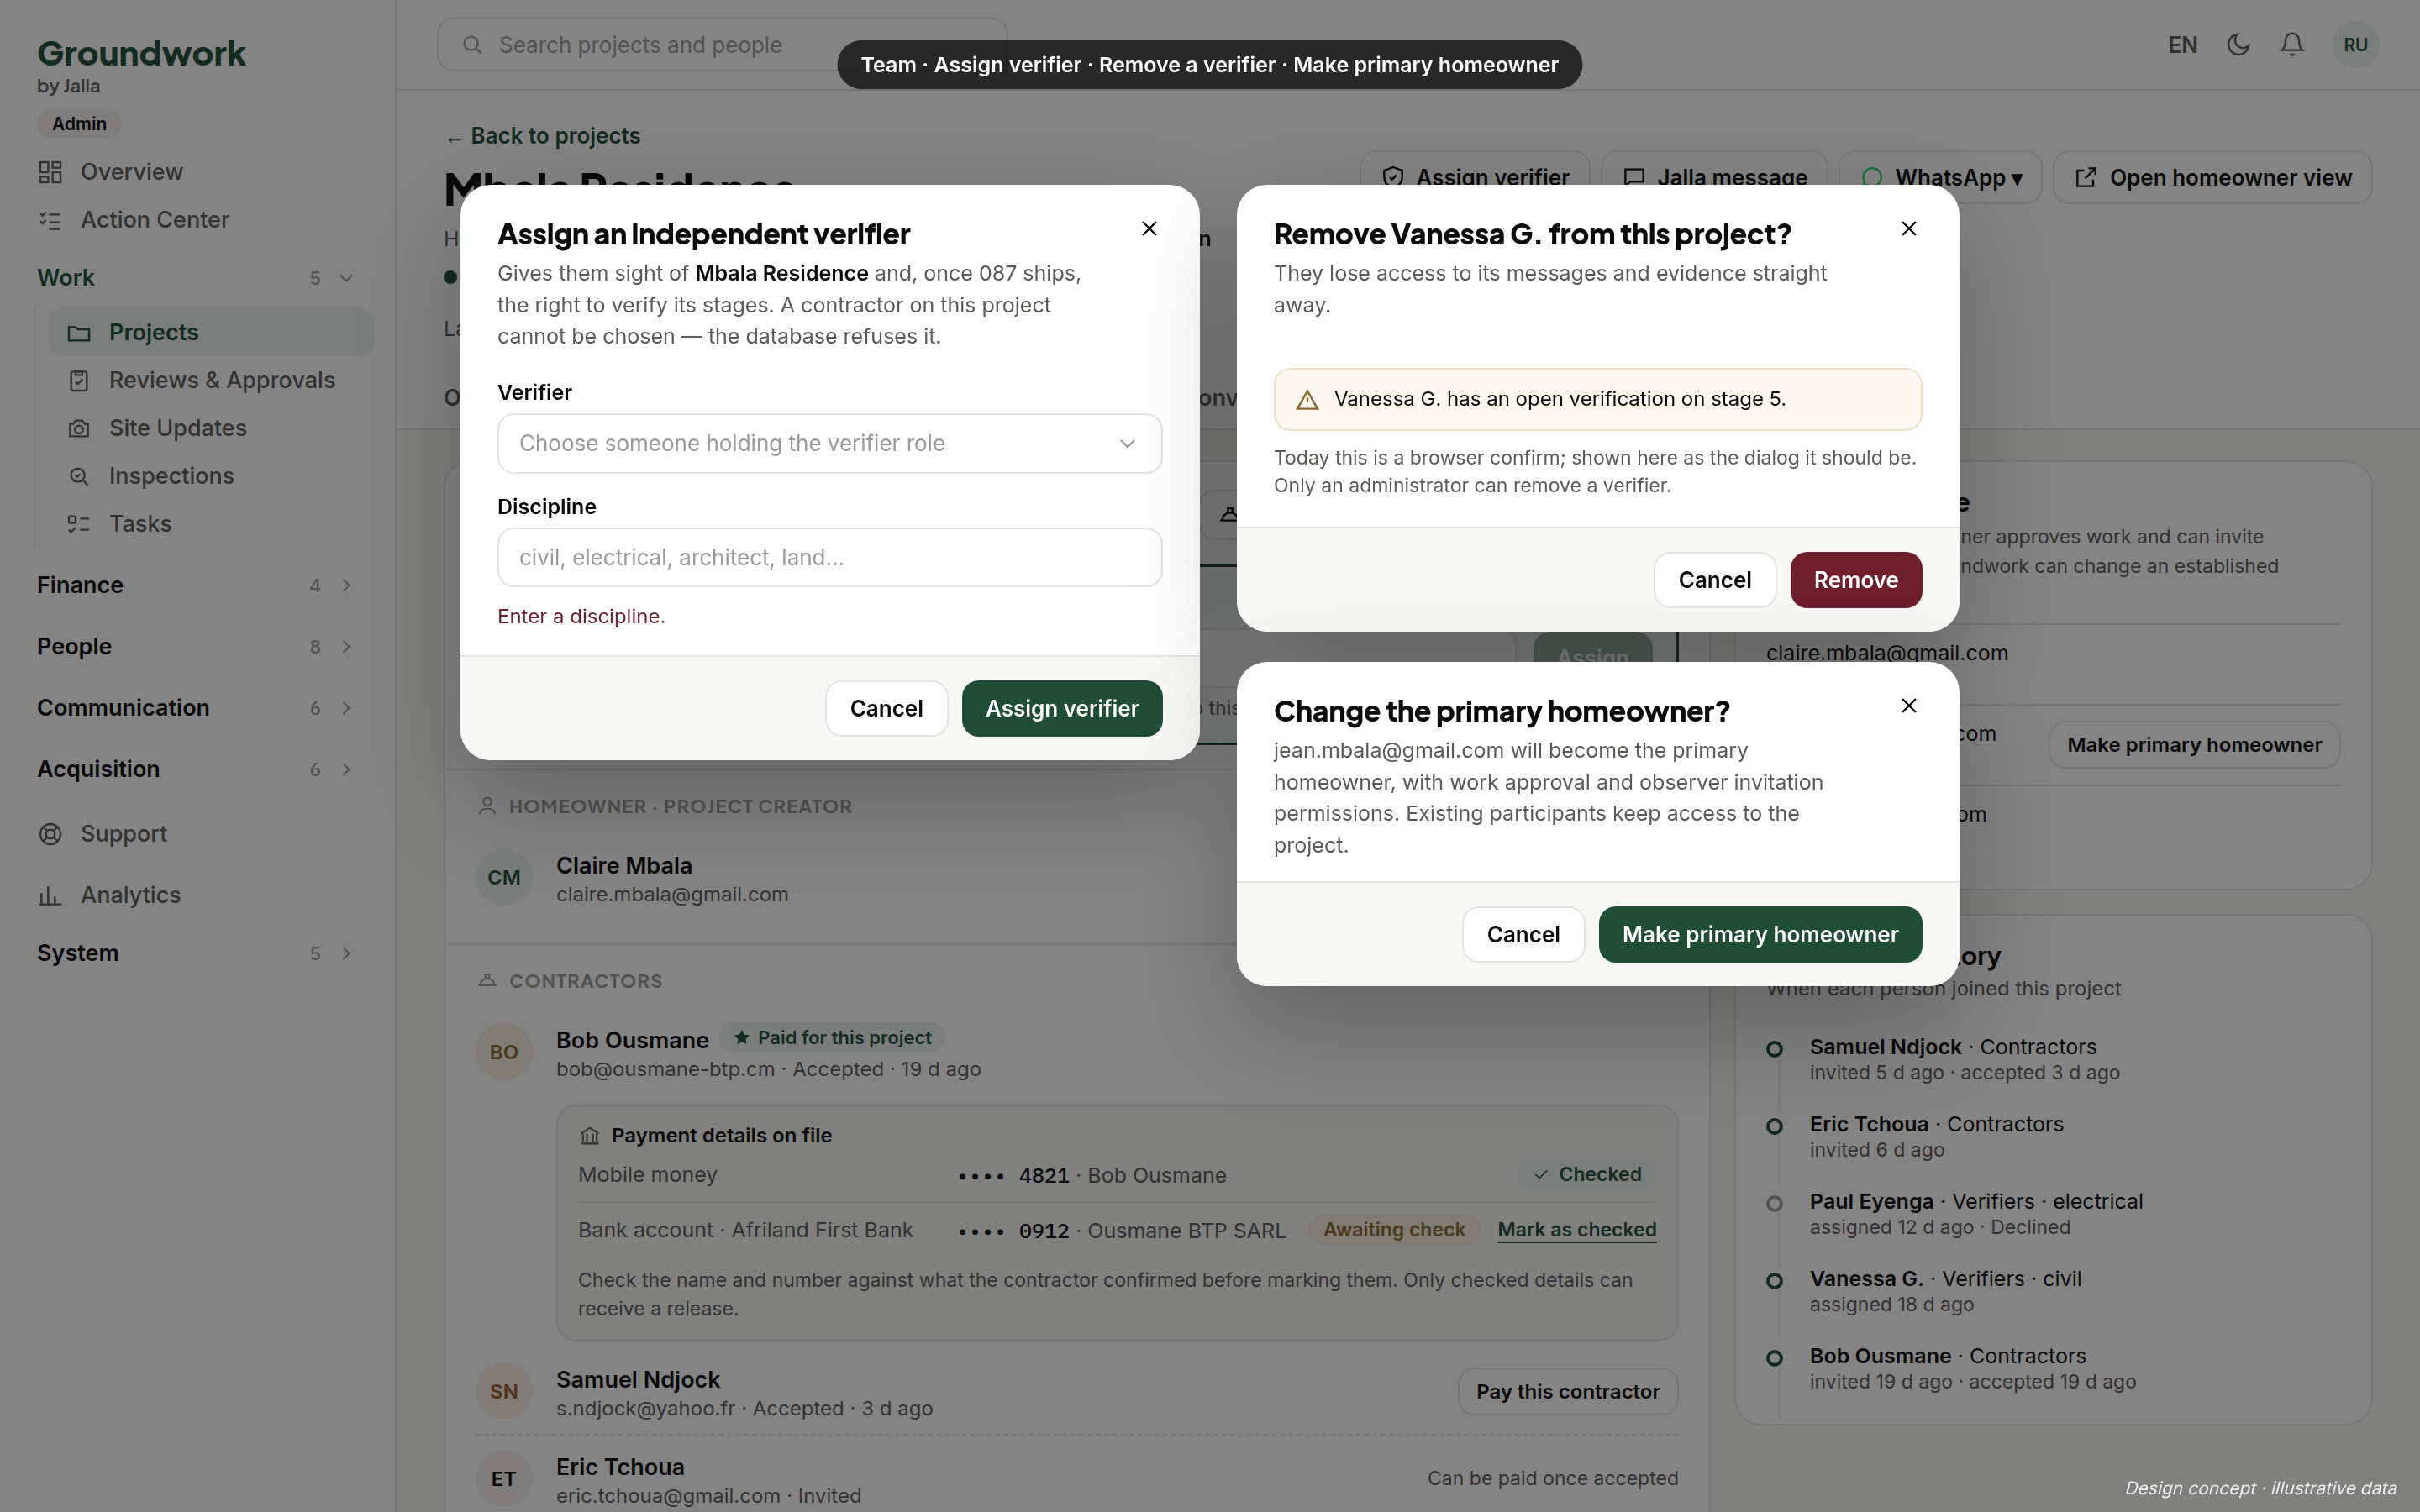 Groundwork
by Jalla
Admin
Overview
Action Center
Work 5
Projects
Reviews & Approvals
Site Updates
Inspections
Tasks
Finance 4
People 8
Communication 6
Acquisition 6
Support
Analytics
System 5
Search projects and people
Team · Assign verifier · Remove a verifier · Make primary homeowner
EN
RU
← Back to projects
Mbala Residence
Assign verifier
Jalla message
WhatsApp ▾
Open homeowner view
Assign an independent verifier
Gives them sight of Mbala Residence and, once 087 ships,
the right to verify its stages. A contractor on this project
cannot be chosen — the database refuses it.
Verifier
Choose someone holding the verifier role
Discipline
civil, electrical, architect, land…
Enter a discipline.
Cancel
Assign verifier
Remove Vanessa G. from this project?
They lose access to its messages and evidence straight
away.
Vanessa G. has an open verification on stage 5.
Today this is a browser confirm; shown here as the dialog it should be.
Only an administrator can remove a verifier.
Cancel
Remove
Assign
Change the primary homeowner?
jean.mbala@gmail.com will become the primary
homeowner, with work approval and observer invitation
permissions. Existing participants keep access to the
project.
Cancel
Make primary homeowner
approves work and can invite
can change an established
claire.mbala@gmail.com
Make primary homeowner
HOMEOWNER · PROJECT CREATOR
CM
Claire Mbala
claire.mbala@gmail.com
CONTRACTORS
BO
Bob Ousmane
★ Paid for this project
bob@ousmane-btp.cm · Accepted · 19 d ago
Payment details on file
Mobile money •••• 4821 · Bob Ousmane ✓ Checked
Bank account · Afriland First Bank •••• 0912 · Ousmane BTP SARL Awaiting check Mark as checked
Check the name and number against what the contractor confirmed before marking them. Only checked details can
receive a release.
SN
Samuel Ndjock
s.ndjock@yahoo.fr · Accepted · 3 d ago
Pay this contractor
ET
Eric Tchoua
eric.tchoua@gmail.com · Invited
Can be paid once accepted
When each person joined this project
Samuel Ndjock · Contractors
invited 5 d ago · accepted 3 d ago
Eric Tchoua · Contractors
invited 6 d ago
Paul Eyenga · Verifiers · electrical
assigned 12 d ago · Declined
Vanessa G. · Verifiers · civil
assigned 18 d ago
Bob Ousmane · Contractors
invited 19 d ago · accepted 19 d ago
Design concept · illustrative data